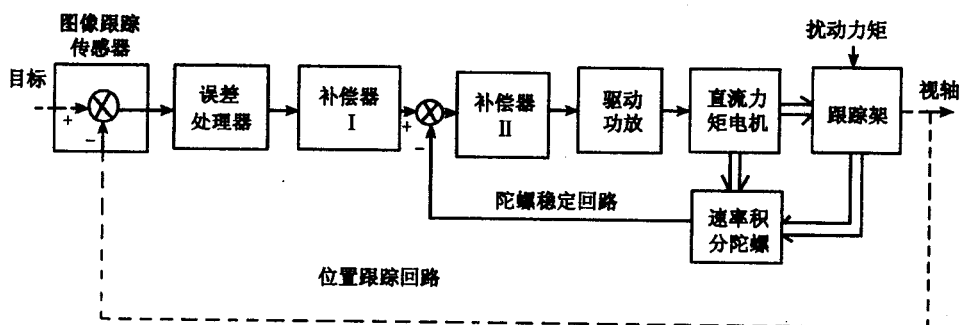 图像跟踪
传感器
目标
+
−
误差
处理器
补偿器
I
+
−
补偿器
II
驱动
功放
直流力
矩电机
扰动力矩
跟踪架
视轴
陀螺稳定回路
速率积
分陀螺
位置跟踪回路